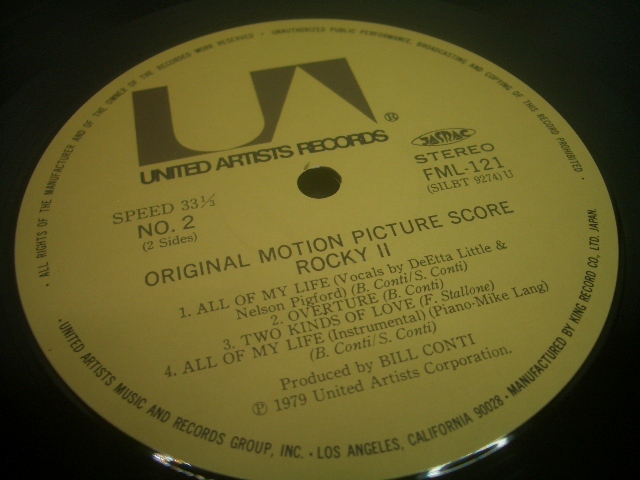 · ALL RIGHTS OF THE MANUFACTURER AND OF THE OWNER OF THE RECORDED WORK RESERVED · UNAUTHORIZED PUBLIC PERFORMANCE, BROADCASTING AND COPYING OF THIS RECORD PROHIBITED ·
UA ®
UNITED ARTISTS RECORDS
JASRAC
STEREO
FML-121
(SILBT 9274) U
SPEED 33⅓
NO. 2
(2 Sides)
ORIGINAL MOTION PICTURE SCORE
ROCKY II
1. ALL OF MY LIFE (Vocals by DeEtta Little &
Nelson Pigford) (B. Conti/S. Conti)
2. OVERTURE (B. Conti)
3. TWO KINDS OF LOVE (F. Stallone)
4. ALL OF MY LIFE (Instrumental) (Piano-Mike Lang)
(B. Conti/S. Conti)
Produced by BILL CONTI
Ⓟ 1979 United Artists Corporation.
· UNITED ARTISTS MUSIC AND RECORDS GROUP, INC. · LOS ANGELES, CALIFORNIA 90028 · MANUFACTURED BY KING RECORD CO, LTD. JAPAN.